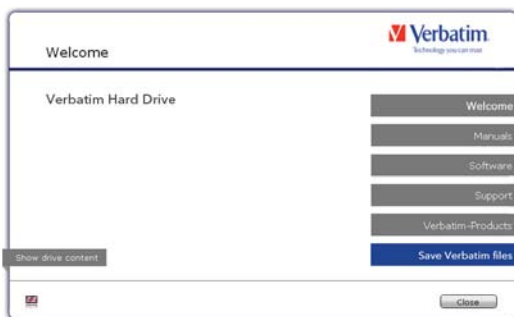 Welcome
Verbatim
Technology you can trust
Verbatim Hard Drive
Welcome
Manuals
Software
Support
Verbatim-Products
Save Verbatim files
Show drive content
Close